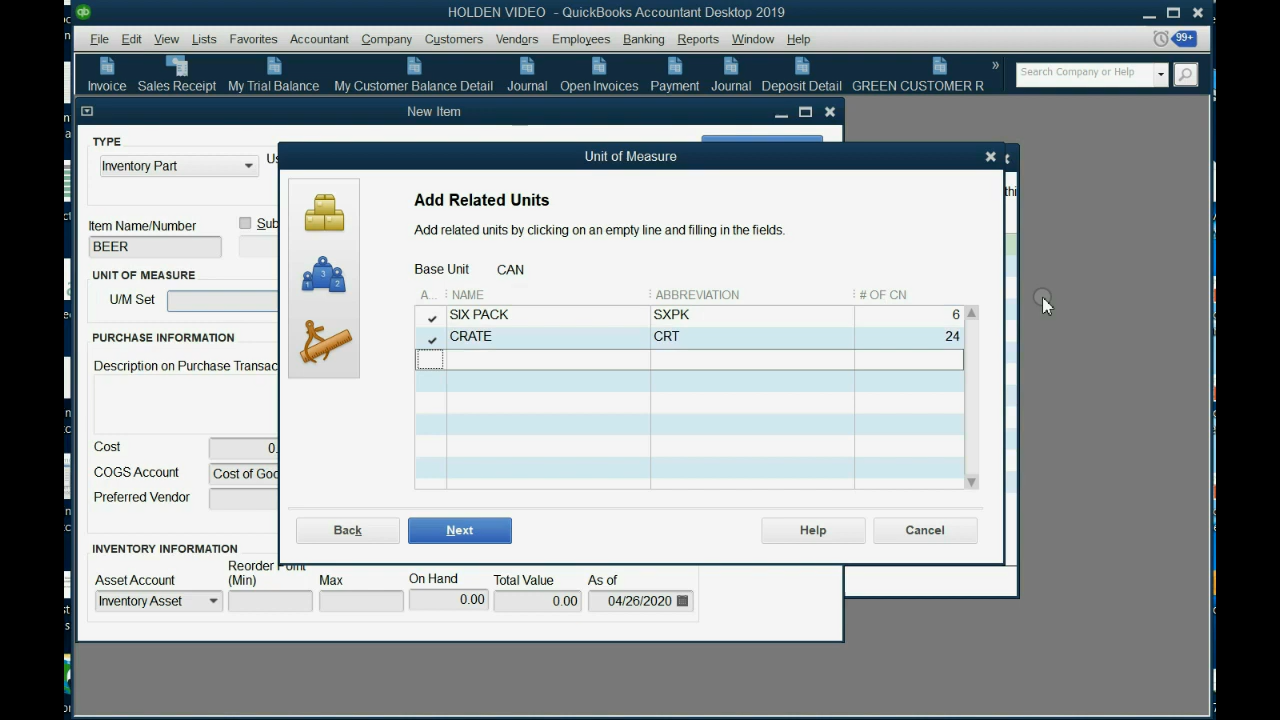 HOLDEN VIDEO - QuickBooks Accountant Desktop 2019
File Edit View Lists Favorites Accountant Company Customers Vendors Employees Banking Reports Window Help
99+
Invoice Sales Receipt My Trial Balance My Customer Balance Detail Journal Open Invoices Payment Journal Deposit Detail GREEN CUSTOMER R
»
Search Company or Help
New Item
TYPE
Inventory Part
Unit of Measure
Item Name/Number
BEER
UNIT OF MEASURE
U/M Set
PURCHASE INFORMATION
Description on Purchase Transac
Cost 0.
COGS Account Cost of Goo
Preferred Vendor
Add Related Units
Add related units by clicking on an empty line and filling in the fields.
Base Unit CAN
A... NAME ABBREVIATION # OF CN
SIX PACK SXPK 6
CRATE CRT 24
Back Next Help Cancel
INVENTORY INFORMATION
Asset Account Reorder Point (Min) Max On Hand Total Value As of
Inventory Asset 0.00 0.00 04/26/2020